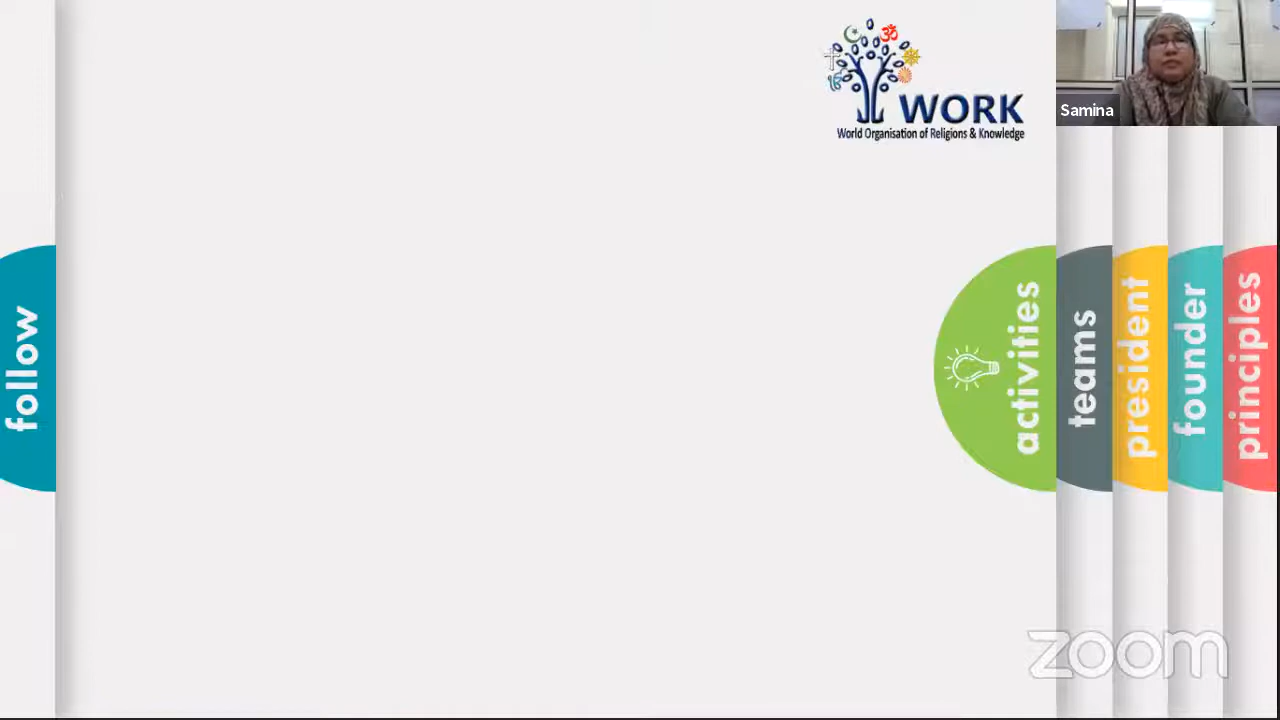 WORK
World Organisation of Religions & Knowledge
Samina
follow
activities
teams
president
founder
principles
zoom